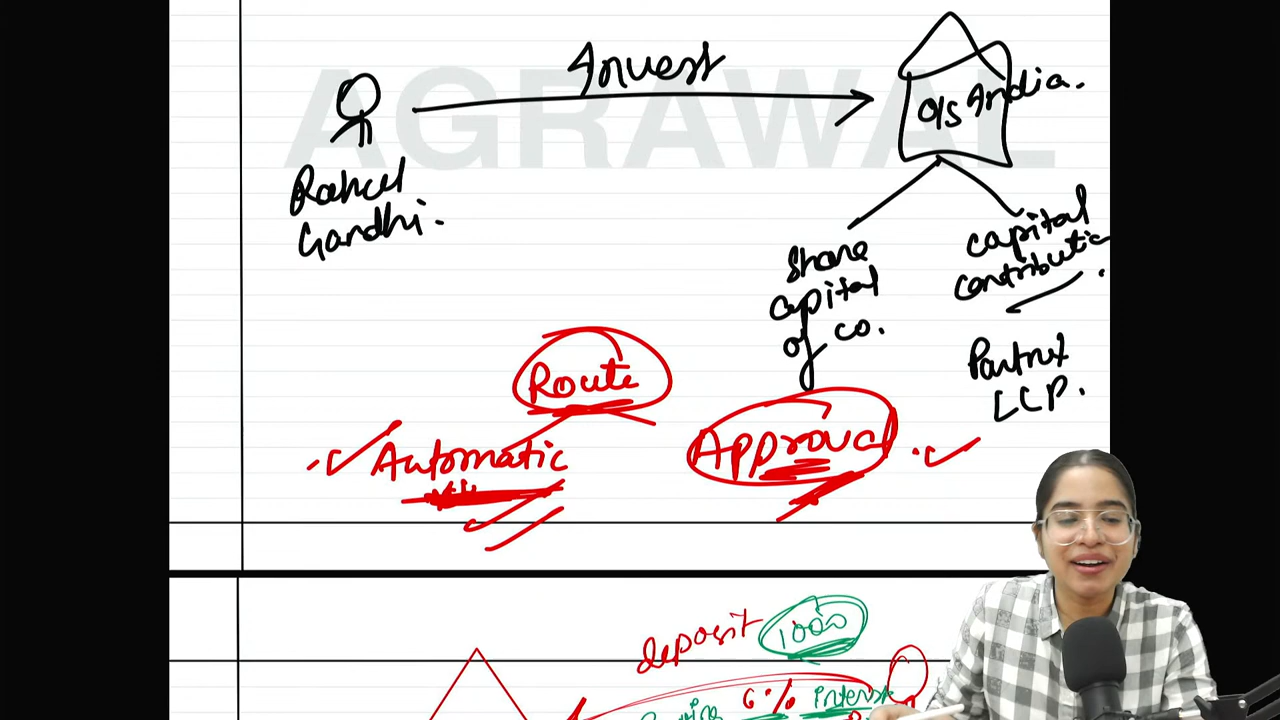 AGRAWAL
Invest
o/s India.
Rahul
Gandhi.
Share
capital
of co.
capital
contribution.
Partner
LLP.
Route
Automatic
Approval
deposit 1000
6% interest